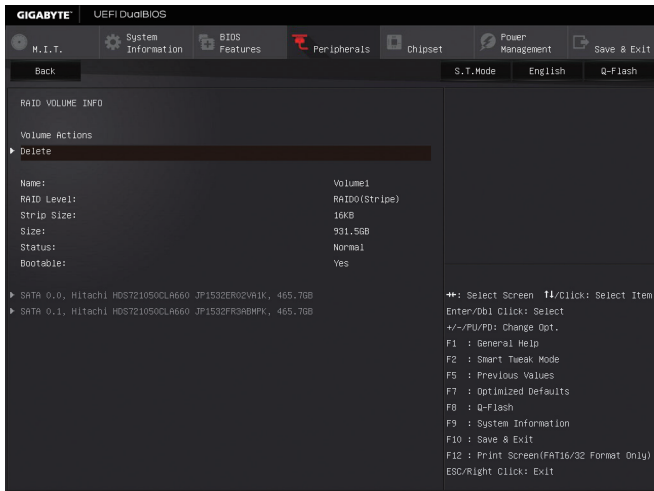 GIGABYTE™ UEFI DualBIOS
M.I.T. System Information BIOS Features Peripherals Chipset Power Management Save & Exit
Back S.T.Mode English Q-Flash
RAID VOLUME INFO
Volume Actions
Delete
Name: Volume1
RAID Level: RAID0(Stripe)
Strip Size: 16KB
Size: 931.5GB
Status: Normal
Bootable: Yes
SATA 0.0, Hitachi HDS721050CLA660 JP1532ER02VA1K, 465.7GB
SATA 0.1, Hitachi HDS721050CLA660 JP1532FR3ABMPK, 465.7GB
→←: Select Screen ↑↓/Click: Select Item
Enter/Dbl Click: Select
+/-/PU/PD: Change Opt.
F1 : General Help
F2 : Smart Tweak Mode
F5 : Previous Values
F7 : Optimized Defaults
F8 : Q-Flash
F9 : System Information
F10 : Save & Exit
F12 : Print Screen(FAT16/32 Format Only)
ESC/Right Click: Exit